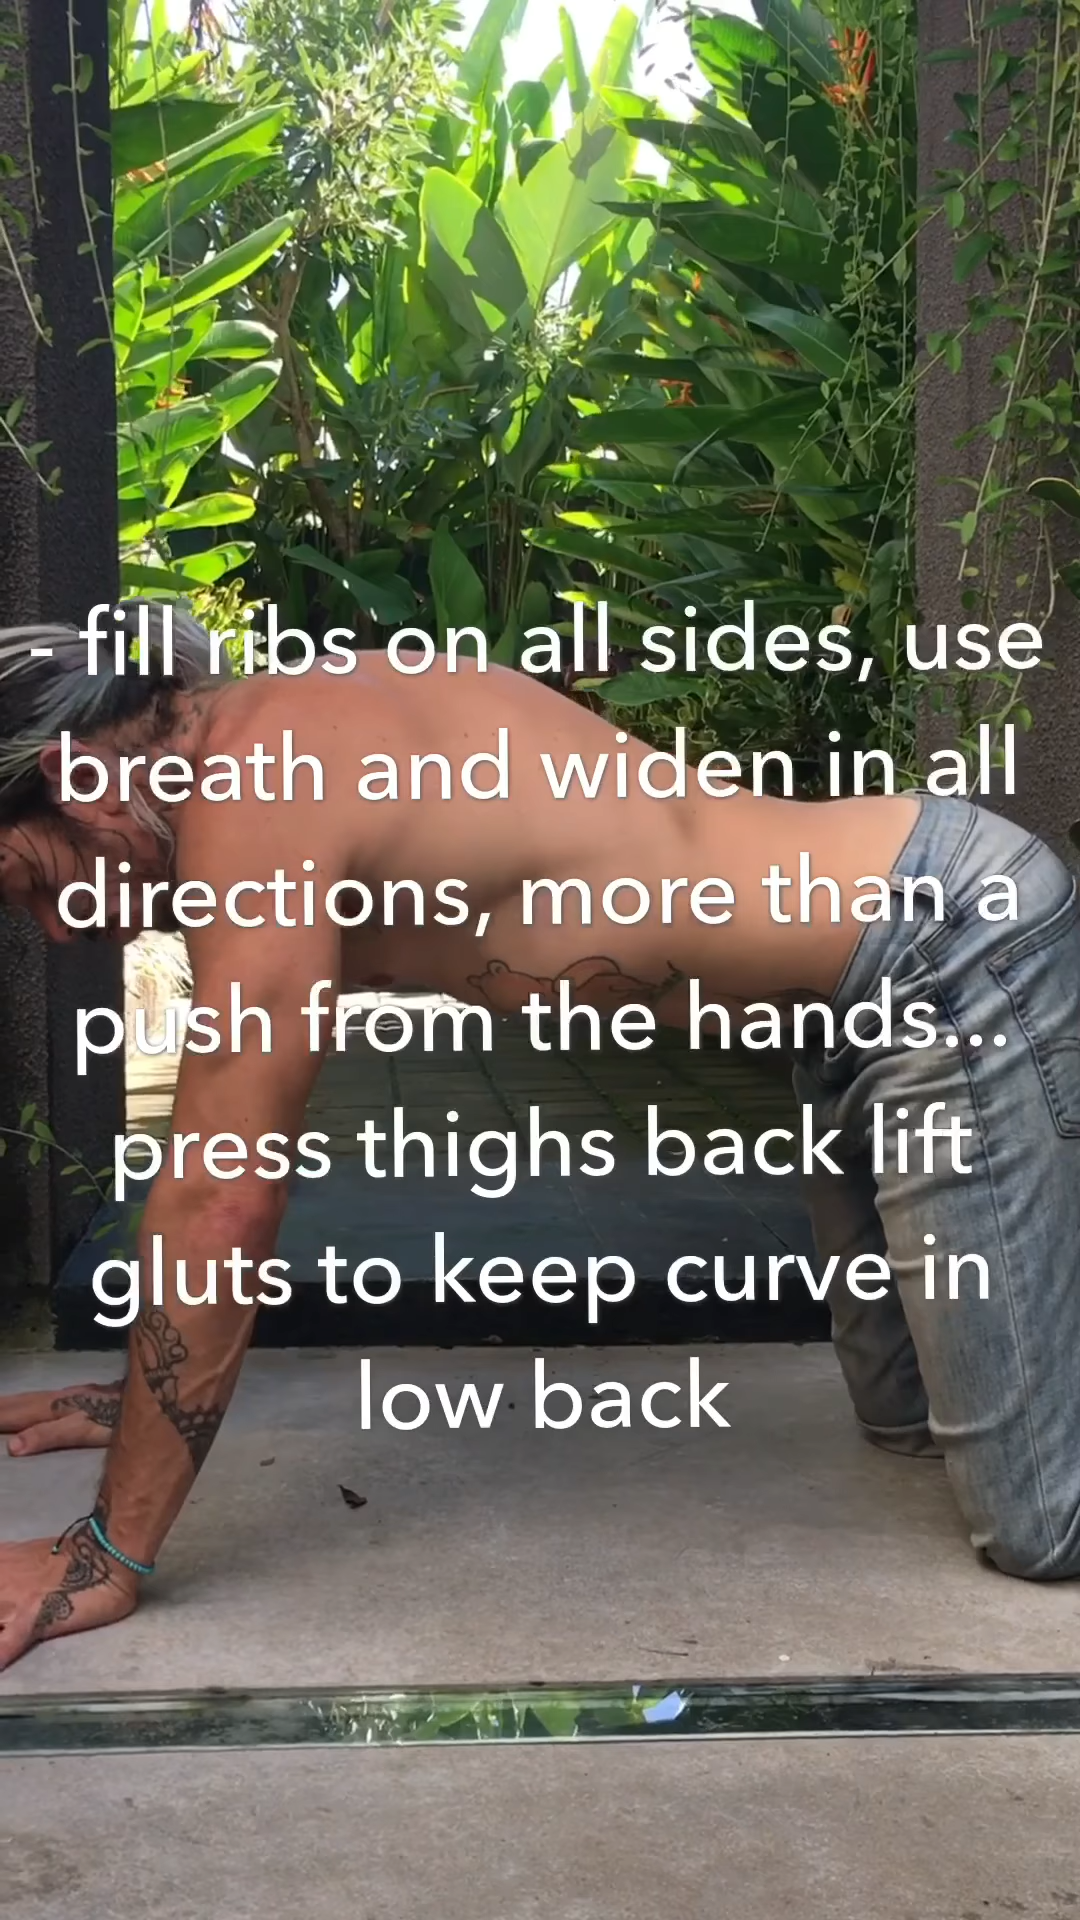 - fill ribs on all sides, use
breath and widen in all
directions, more than a
push from the hands...
press thighs back lift
gluts to keep curve in
low back